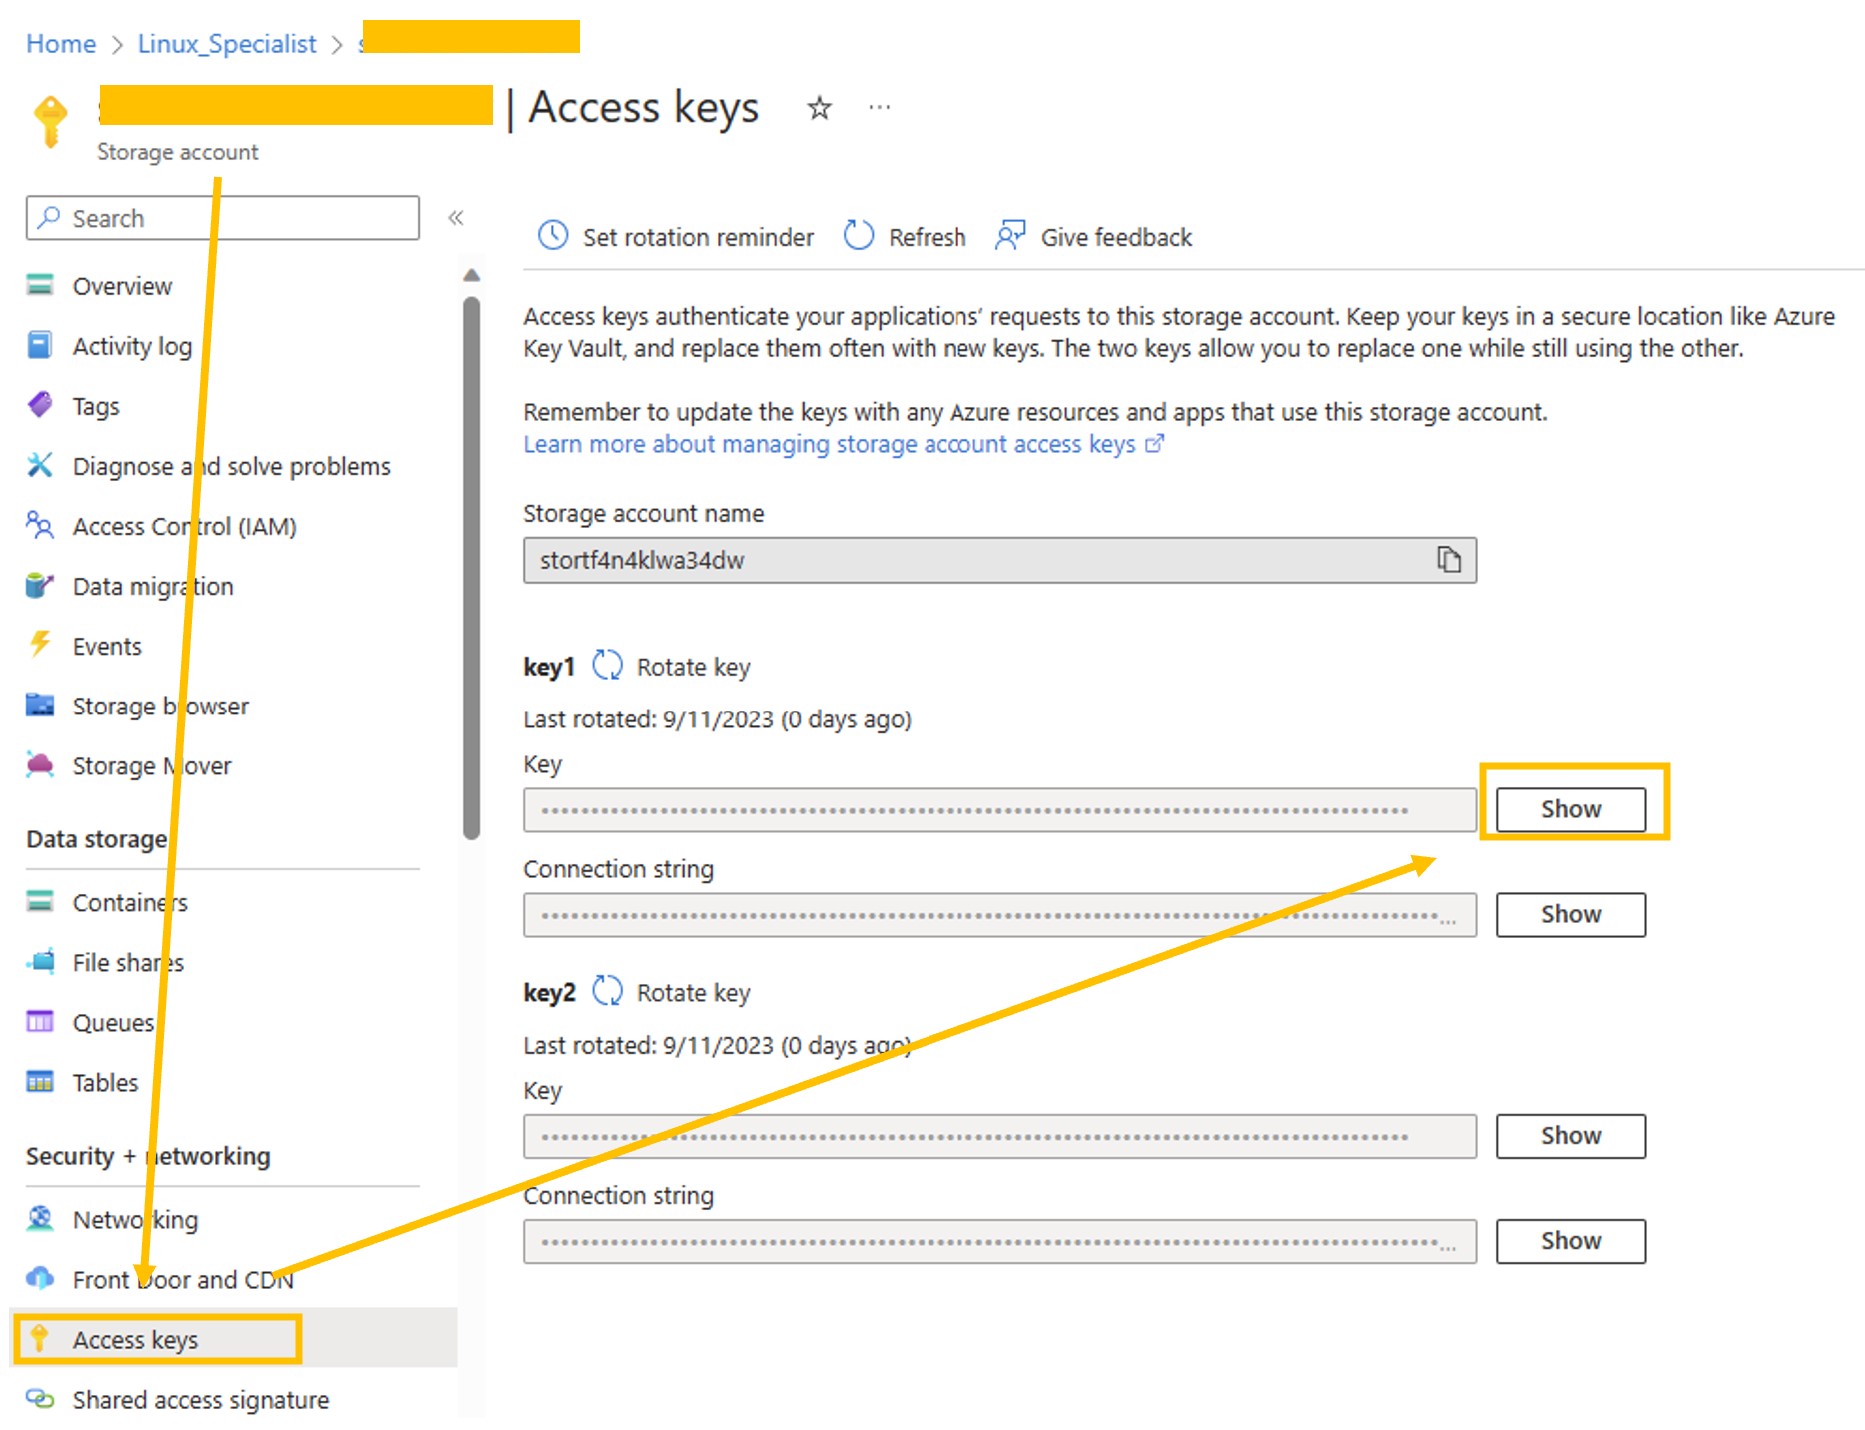 Home > Linux_Specialist > s
| Access keys ☆ ...
Storage account
Search «
Overview
Activity log
Tags
Diagnose and solve problems
Access Control (IAM)
Data migration
Events
Storage browser
Storage Mover
Data storage
Containers
File shares
Queues
Tables
Security + networking
Networking
Front Door and CDN
Access keys
Shared access signature
Set rotation reminder Refresh Give feedback
Access keys authenticate your applications' requests to this storage account. Keep your keys in a secure location like Azure
Key Vault, and replace them often with new keys. The two keys allow you to replace one while still using the other.
Remember to update the keys with any Azure resources and apps that use this storage account.
Learn more about managing storage account access keys
Storage account name
stortf4n4klwa34dw
key1 Rotate key
Last rotated: 9/11/2023 (0 days ago)
Key
Show
Connection string
... Show
key2 Rotate key
Last rotated: 9/11/2023 (0 days ago)
Key
Show
Connection string
... Show